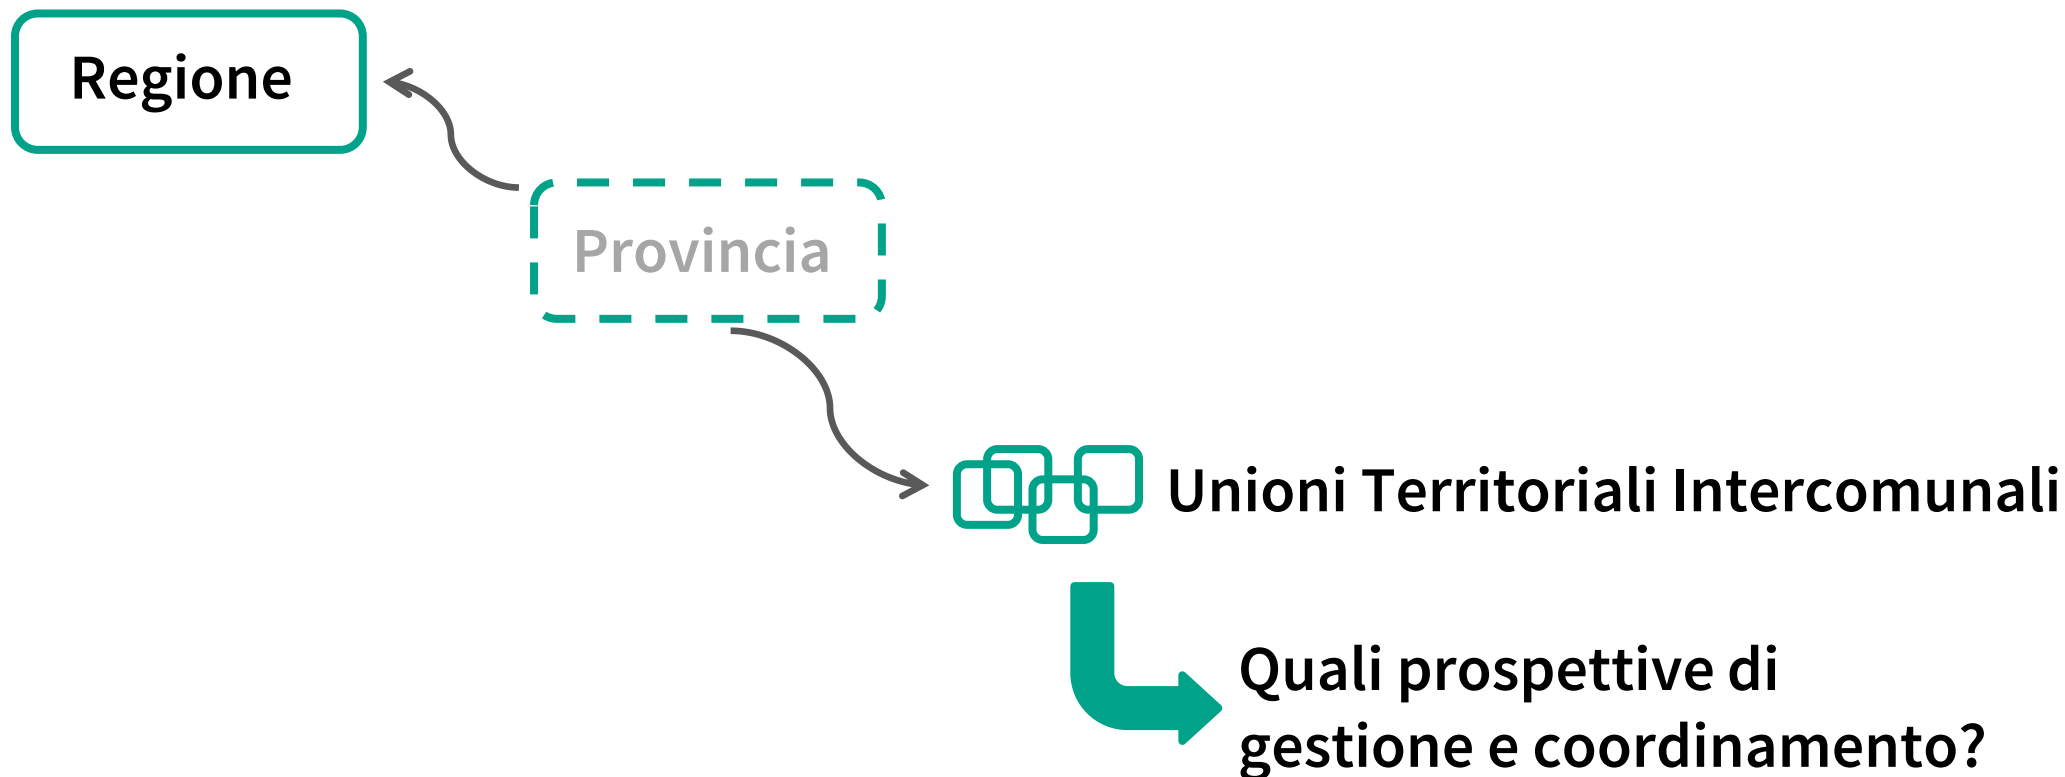 Regione
Provincia
Unioni Territoriali Intercomunali
Quali prospettive di
gestione e coordinamento?